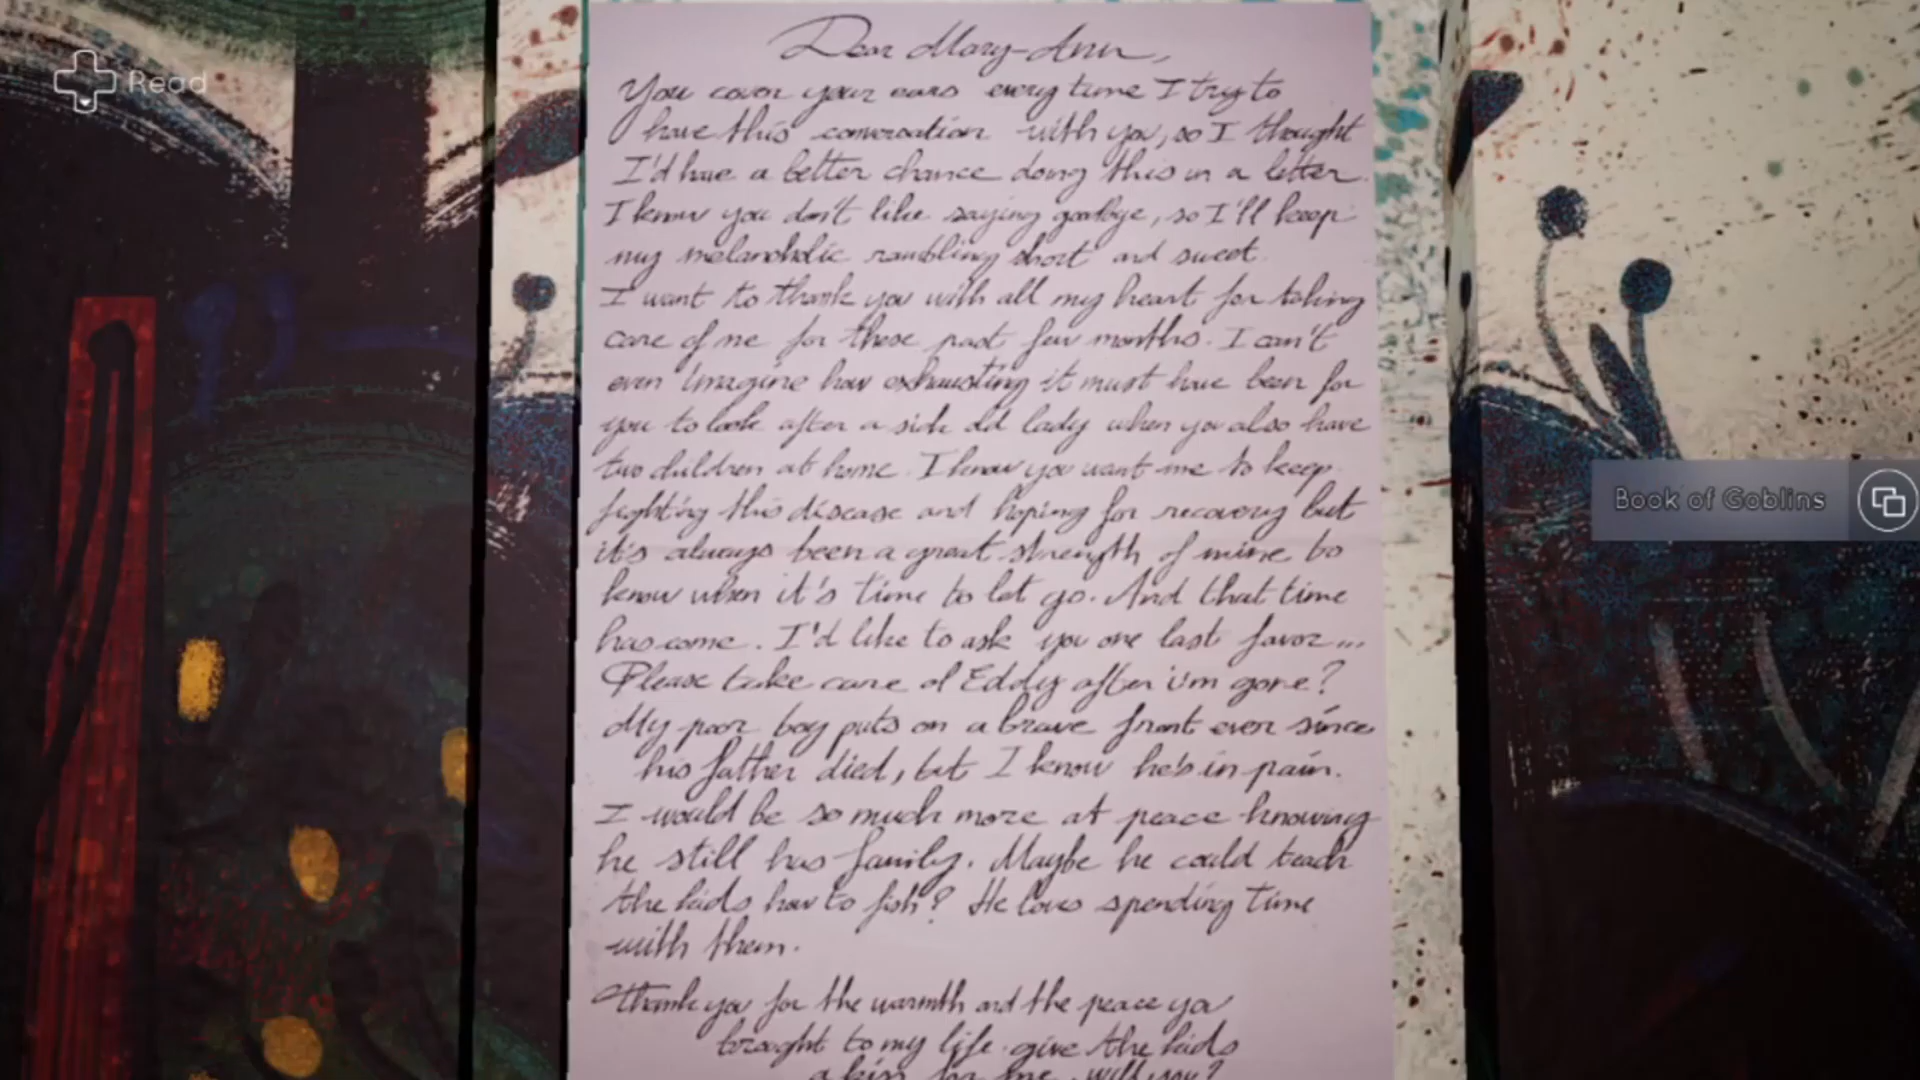 Read
Dear Mary-Ann,
You cover your ears every time I try to
have this conversation with you, so I thought
I'd have a better chance doing this in a letter.
I know you don't like saying goodbye, so I'll keep
my melancholic rambling short and sweet.
I want to thank you with all my heart for taking
care of me for these past few months. I can't
even imagine how exhausting it must have been for
you to look after a sick old lady when you also have
two children at home. I know you want me to keep
fighting this disease and hoping for recovery but
it's always been a great strength of mine to
know when it's time to let go. And that time
has come. I'd like to ask you one last favor...
Please take care of Eddy after i'm gone?
My poor boy puts on a brave front ever since
his father died, but I know he's in pain.
I would be so much more at peace knowing
he still has family. Maybe he could teach
the kids how to fish? He loves spending time
with them.
Thank you for the warmth and the peace you
brought to my life. give the kids
a kiss for me, will you?
Book of Goblins